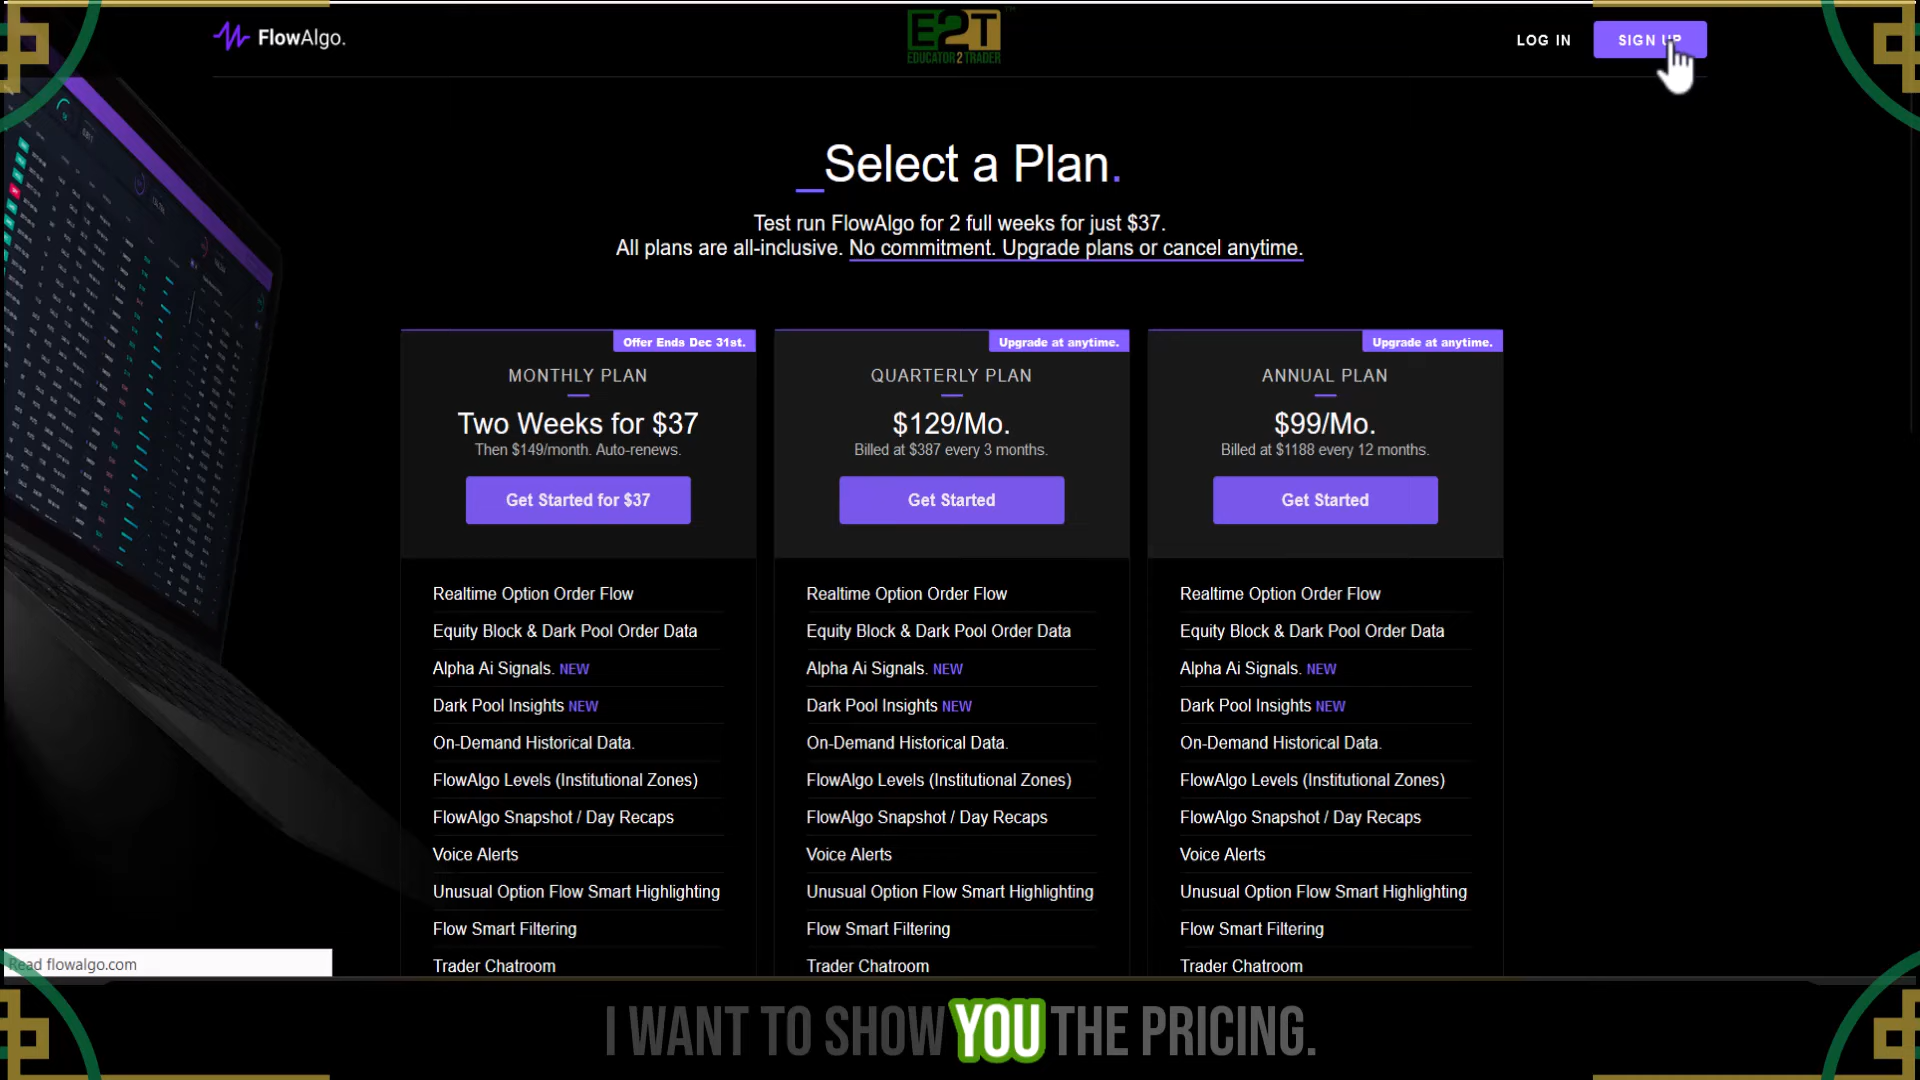 FlowAlgo.
E2T
EDUCATOR2TRADER
LOG IN
SIGN UP
_Select a Plan.
Test run FlowAlgo for 2 full weeks for just $37.
All plans are all-inclusive. No commitment. Upgrade plans or cancel anytime.
Offer Ends Dec 31st.
MONTHLY PLAN
Two Weeks for $37
Then $149/month. Auto-renews.
Get Started for $37
Realtime Option Order Flow
Equity Block & Dark Pool Order Data
Alpha Ai Signals. NEW
Dark Pool Insights NEW
On-Demand Historical Data.
FlowAlgo Levels (Institutional Zones)
FlowAlgo Snapshot / Day Recaps
Voice Alerts
Unusual Option Flow Smart Highlighting
Flow Smart Filtering
Trader Chatroom
Upgrade at anytime.
QUARTERLY PLAN
$129/Mo.
Billed at $387 every 3 months.
Get Started
Realtime Option Order Flow
Equity Block & Dark Pool Order Data
Alpha Ai Signals. NEW
Dark Pool Insights NEW
On-Demand Historical Data.
FlowAlgo Levels (Institutional Zones)
FlowAlgo Snapshot / Day Recaps
Voice Alerts
Unusual Option Flow Smart Highlighting
Flow Smart Filtering
Trader Chatroom
Upgrade at anytime.
ANNUAL PLAN
$99/Mo.
Billed at $1188 every 12 months.
Get Started
Realtime Option Order Flow
Equity Block & Dark Pool Order Data
Alpha Ai Signals. NEW
Dark Pool Insights NEW
On-Demand Historical Data.
FlowAlgo Levels (Institutional Zones)
FlowAlgo Snapshot / Day Recaps
Voice Alerts
Unusual Option Flow Smart Highlighting
Flow Smart Filtering
Trader Chatroom
Read flowalgo.com
I WANT TO SHOW YOU THE PRICING.